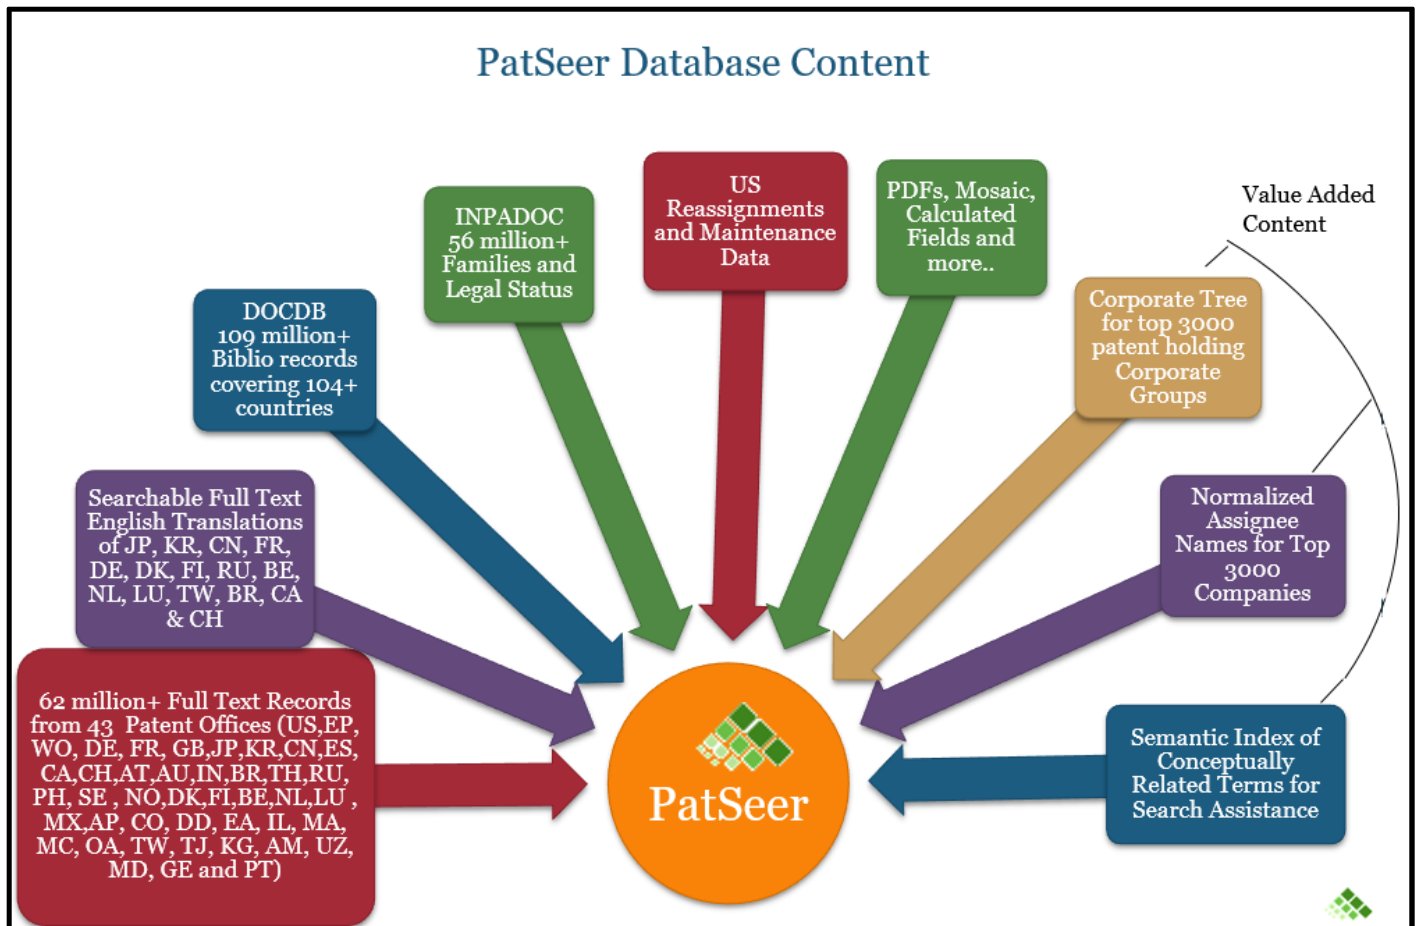 PatSeer Database Content
US
Reassignments
and Maintenance
Data
PDFs, Mosaic,
Calculated
Fields and
more..
Value Added
Content
INPADOC
56 million+
Families and
Legal Status
DOCDB
109 million+
Biblio records
covering 104+
countries
Corporate Tree
for top 3000
patent holding
Corporate
Groups
Searchable Full Text
English Translations
of JP, KR, CN, FR,
DE, DK, FI, RU, BE,
NL, LU, TW, BR, CA
& CH
Normalized
Assignee
Names for Top
3000
Companies
62 million+ Full Text Records
from 43 Patent Offices (US,EP,
WO, DE, FR, GB,JP,KR,CN,ES,
CA,CH,AT,AU,IN,BR,TH,RU,
PH, SE , NO,DK,FI,BE,NL,LU ,
MX,AP, CO, DD, EA, IL, MA,
MC, OA, TW, TJ, KG, AM, UZ,
MD, GE and PT)
PatSeer
Semantic Index of
Conceptually
Related Terms for
Search Assistance